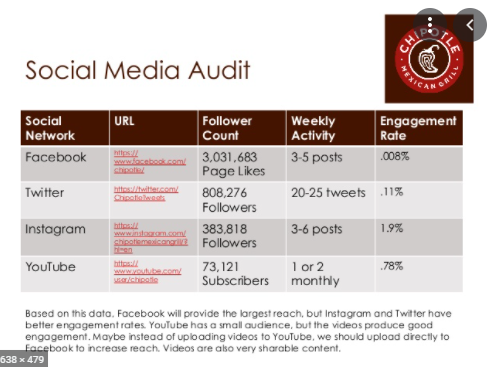 CHIPOTLE
MEXICAN GRILL
Social Media Audit
Social Network URL Follower Count Weekly Activity Engagement Rate
Facebook https://www.facebook.com/chipotle/ 3,031,683 Page Likes 3-5 posts .008%
Twitter https://twitter.com/ChipotleTweets 808,276 Followers 20-25 tweets .11%
Instagram https://www.instagram.com/chipotlemexicangrill/?hl=en 383,818 Followers 3-6 posts 1.9%
YouTube https://www.youtube.com/user/chipotle 73,121 Subscribers 1 or 2 monthly .78%
Based on this data, Facebook will provide the largest reach, but Instagram and Twitter have
better engagement rates. YouTube has a small audience, but the videos produce good
engagement. Maybe instead of uploading videos to YouTube, we should upload directly to
Facebook to increase reach. Videos are also very sharable content.
638 × 479